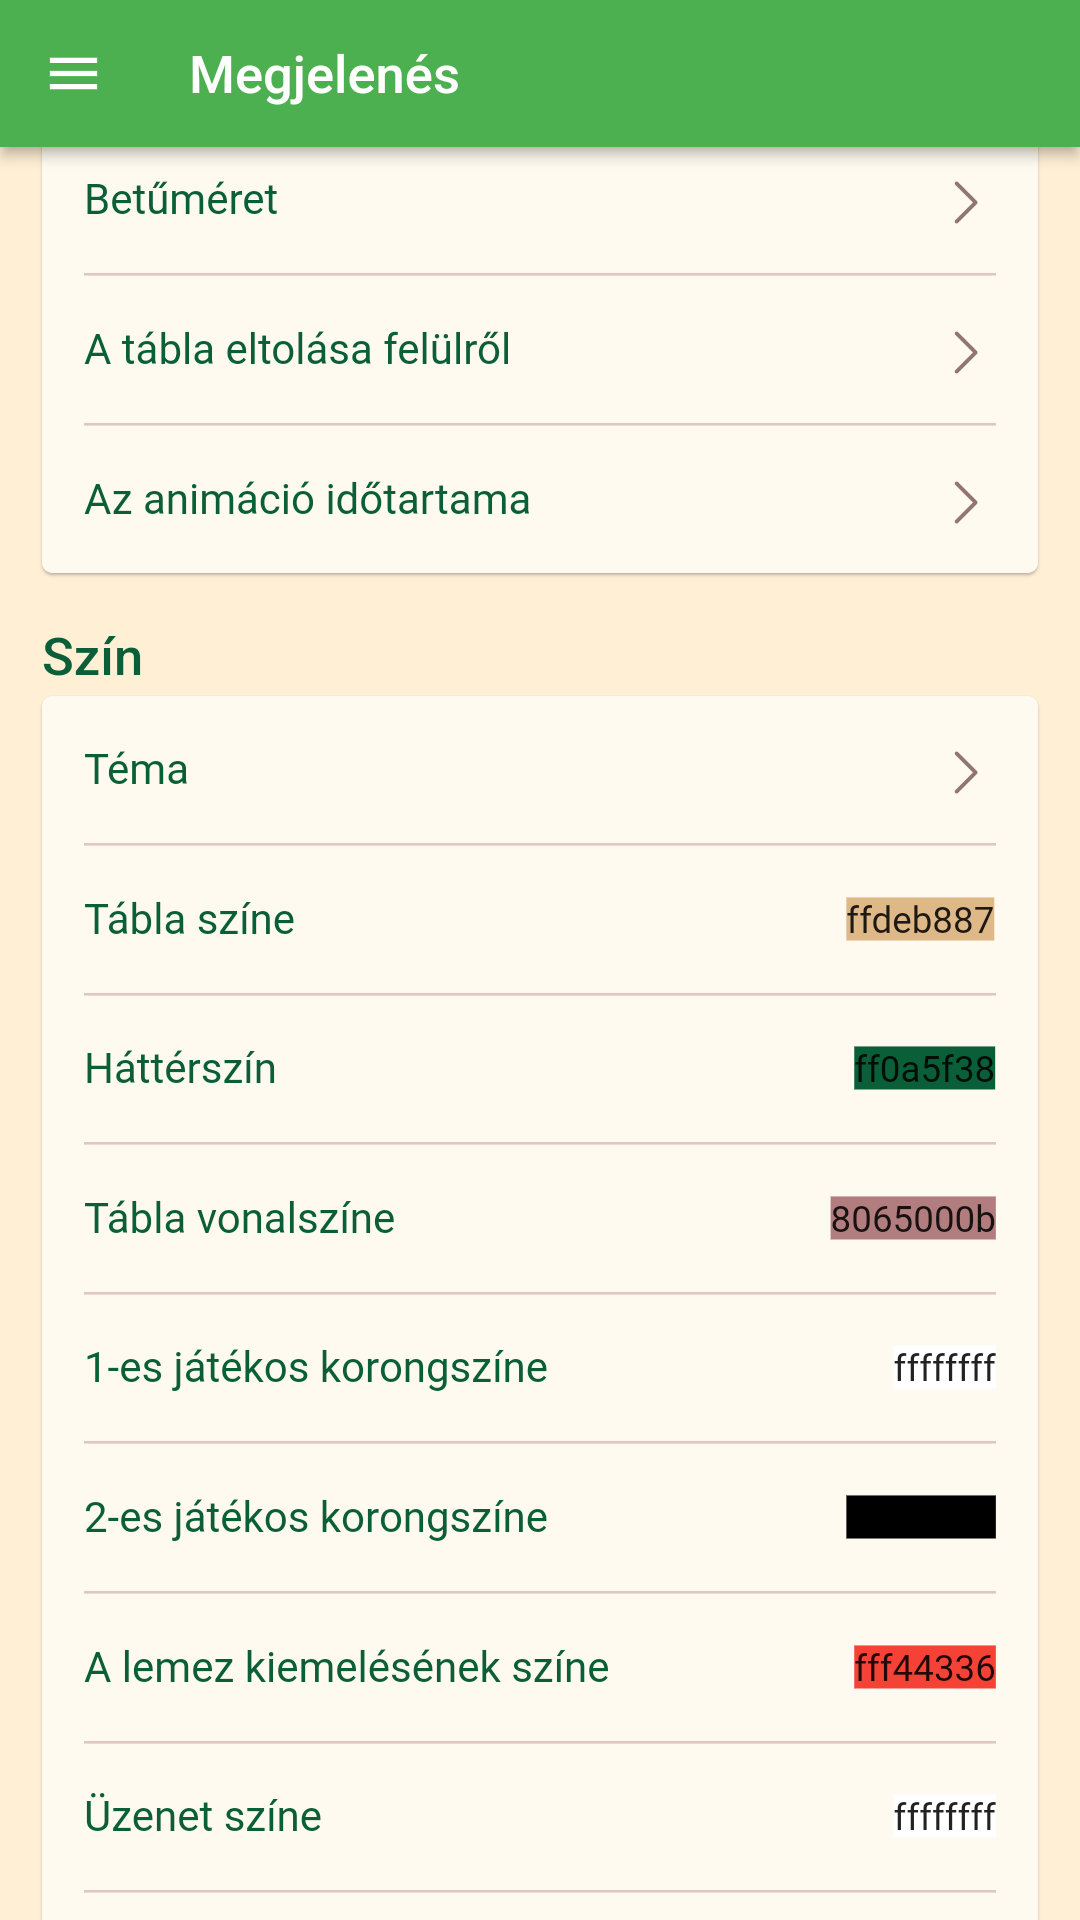 Megjelenés
Betűméret
A tábla eltolása felülről
Az animáció időtartama
Szín
Téma
Tábla színe ffdeb887
Háttérszín ff0a5f38
Tábla vonalszíne 8065000b
1-es játékos korongszíne ffffffff
2-es játékos korongszíne
A lemez kiemelésének színe fff44336
Üzenet színe ffffffff